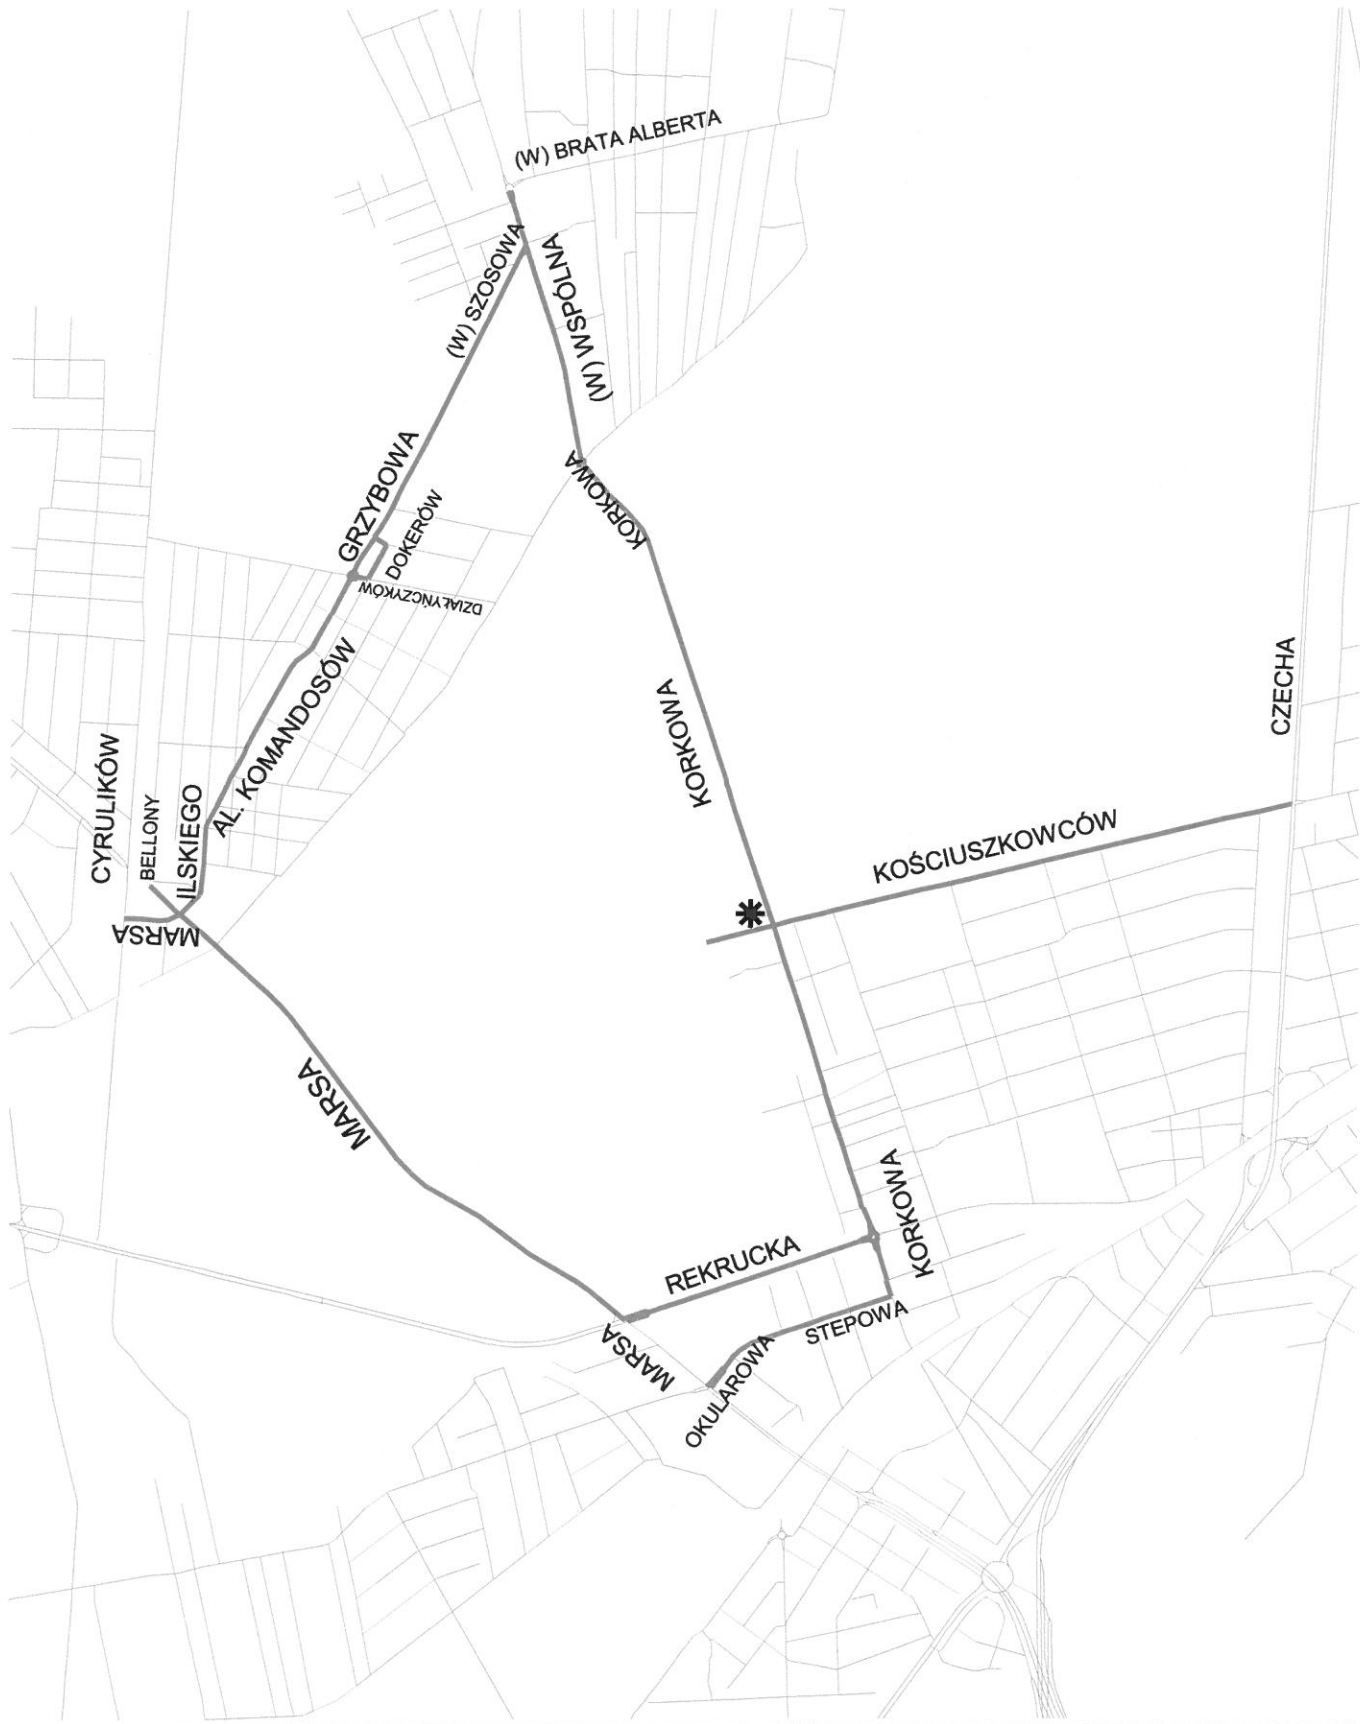 (W) BRATA ALBERTA
(W) SZOSOWA
(W) WSPÓLNA
GRZYBOWA
KORKOWA
DOKERÓW
DZIAŁYŃCZYKÓW
AL. KOMANDOSÓW
KORKOWA
CZECHA
CYRULIKÓW
BELLONY
ILSKIEGO
KOŚCIUSZKOWCÓW
MARSA
MARSA
KORKOWA
REKRUCKA
STEPOWA
MARSA
OKULAROWA